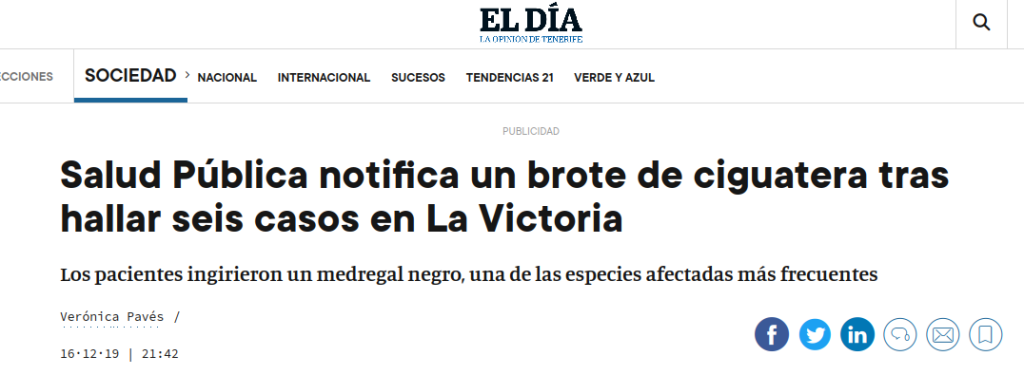 EL DÍA
LA OPINIÓN DE TENERIFE
ECCIONES SOCIEDAD > NACIONAL INTERNACIONAL SUCESOS TENDENCIAS 21 VERDE Y AZUL
PUBLICIDAD
Salud Pública notifica un brote de ciguatera tras
hallar seis casos en La Victoria
Los pacientes ingirieron un medregal negro, una de las especies afectadas más frecuentes
Verónica Pavés /
16·12·19 | 21:42
0